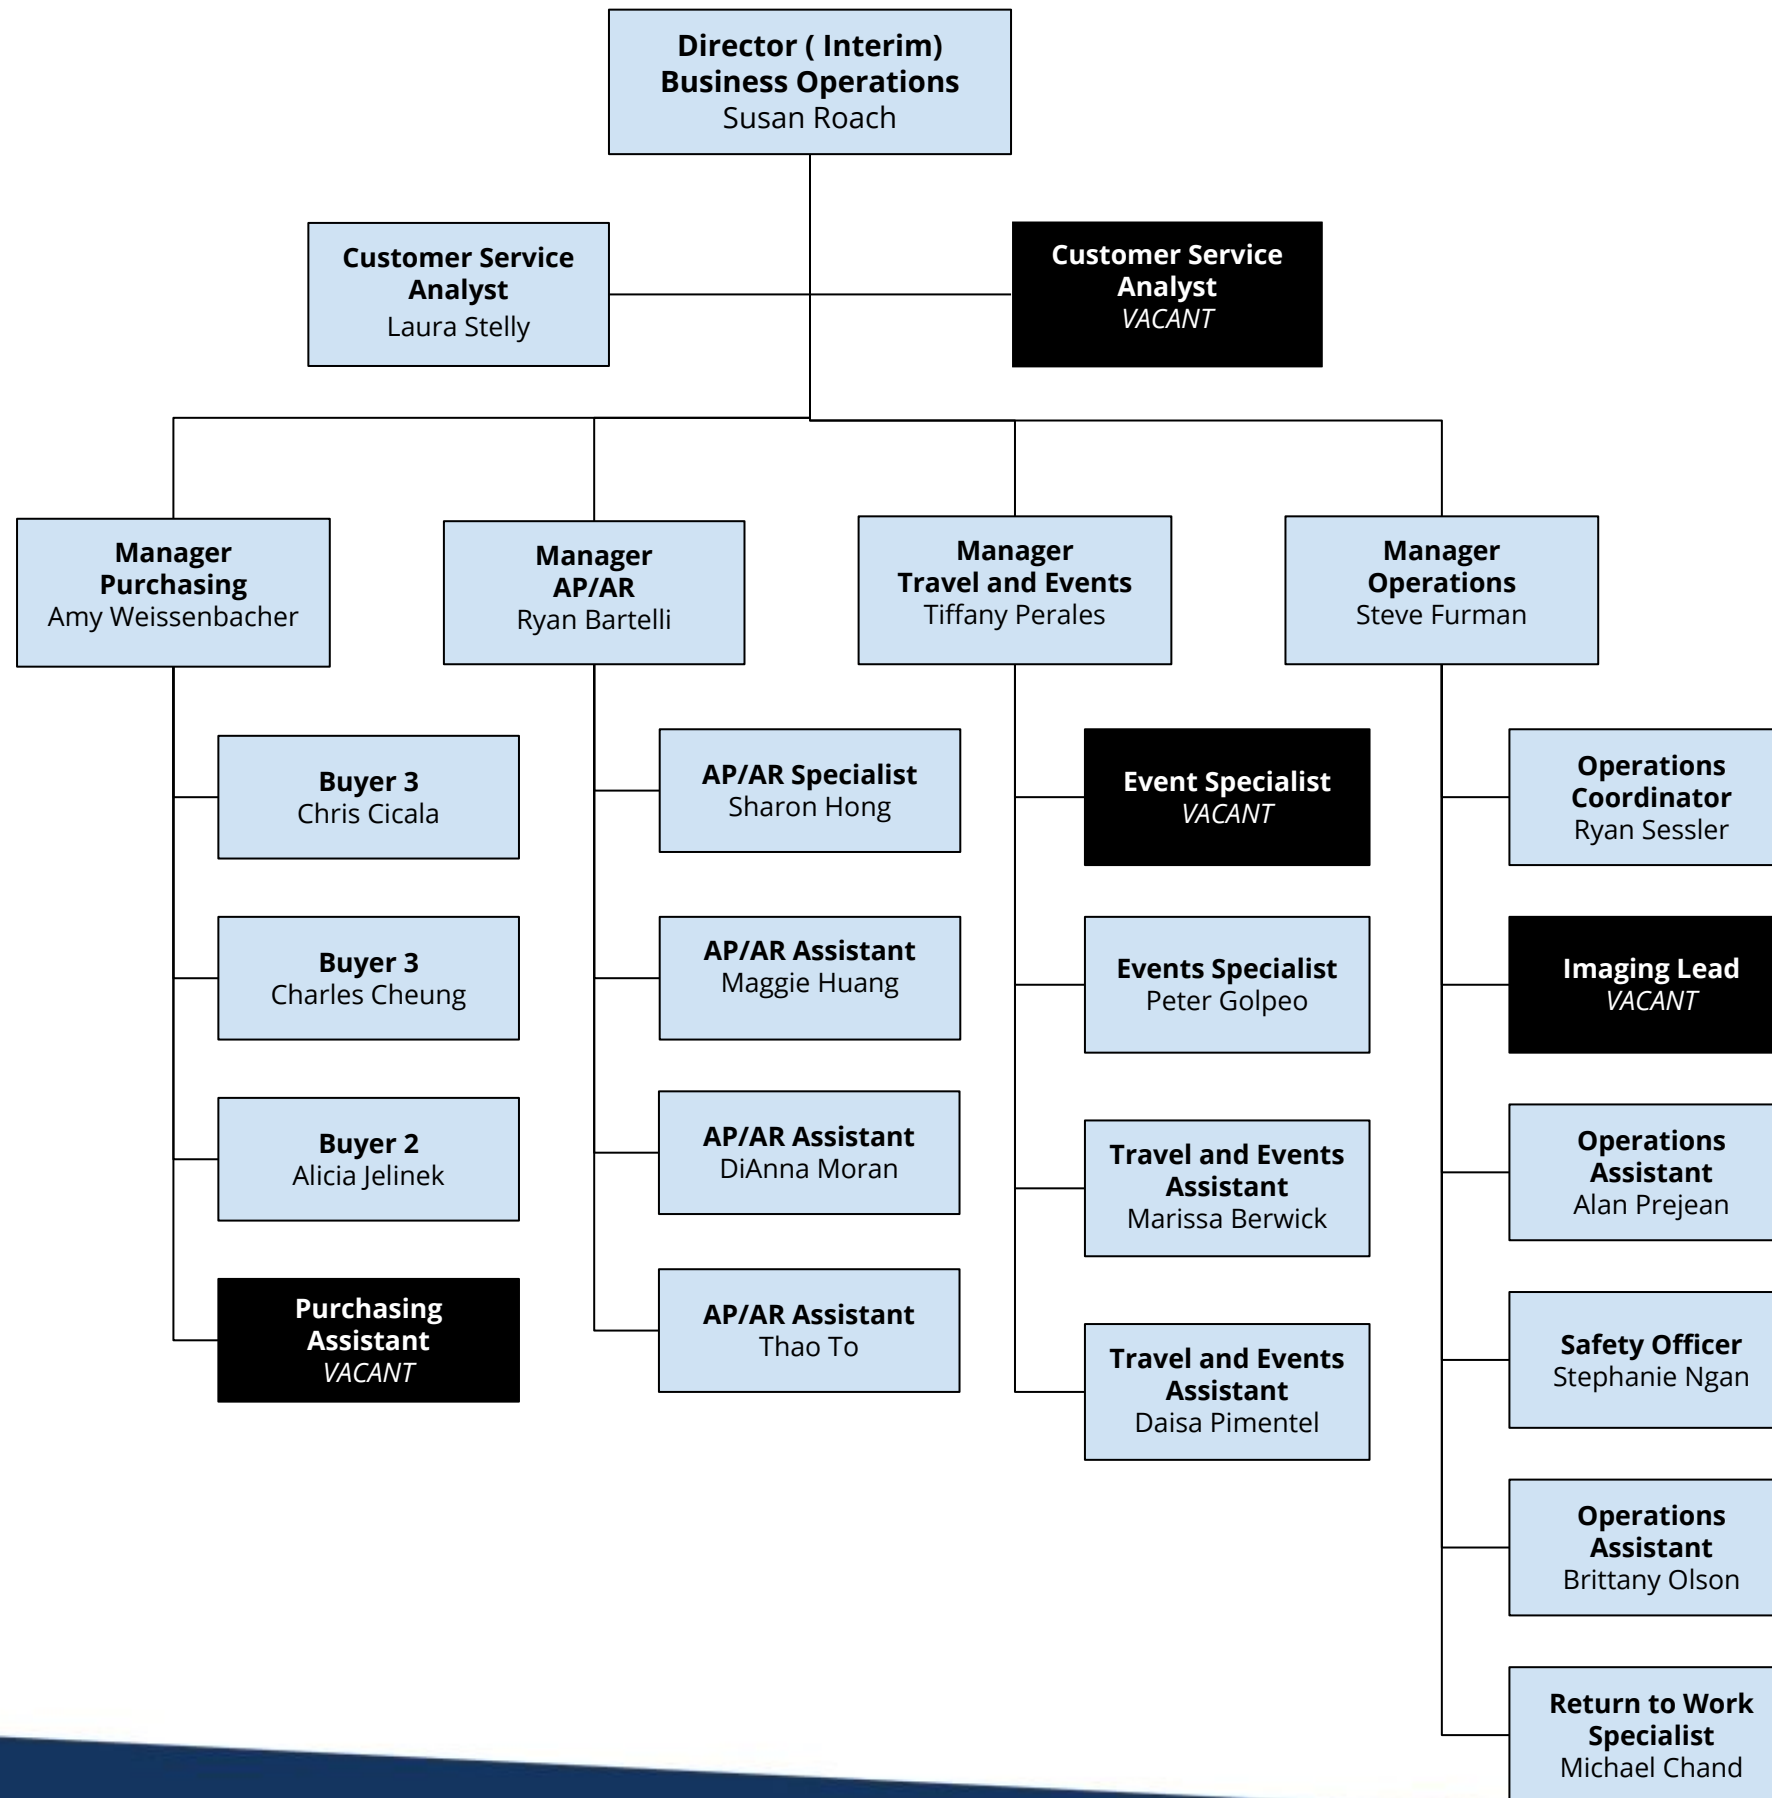 Director ( Interim)
Business Operations
Susan Roach
Customer Service
Analyst
Laura Stelly
Customer Service
Analyst
VACANT
Manager
Purchasing
Amy Weissenbacher
Manager
AP/AR
Ryan Bartelli
Manager
Travel and Events
Tiffany Perales
Manager
Operations
Steve Furman
Buyer 3
Chris Cicala
Buyer 3
Charles Cheung
Buyer 2
Alicia Jelinek
Purchasing
Assistant
VACANT
AP/AR Specialist
Sharon Hong
AP/AR Assistant
Maggie Huang
AP/AR Assistant
DiAnna Moran
AP/AR Assistant
Thao To
Event Specialist
VACANT
Events Specialist
Peter Golpeo
Travel and Events
Assistant
Marissa Berwick
Travel and Events
Assistant
Daisa Pimentel
Operations
Coordinator
Ryan Sessler
Imaging Lead
VACANT
Operations
Assistant
Alan Prejean
Safety Officer
Stephanie Ngan
Operations
Assistant
Brittany Olson
Return to Work
Specialist
Michael Chand